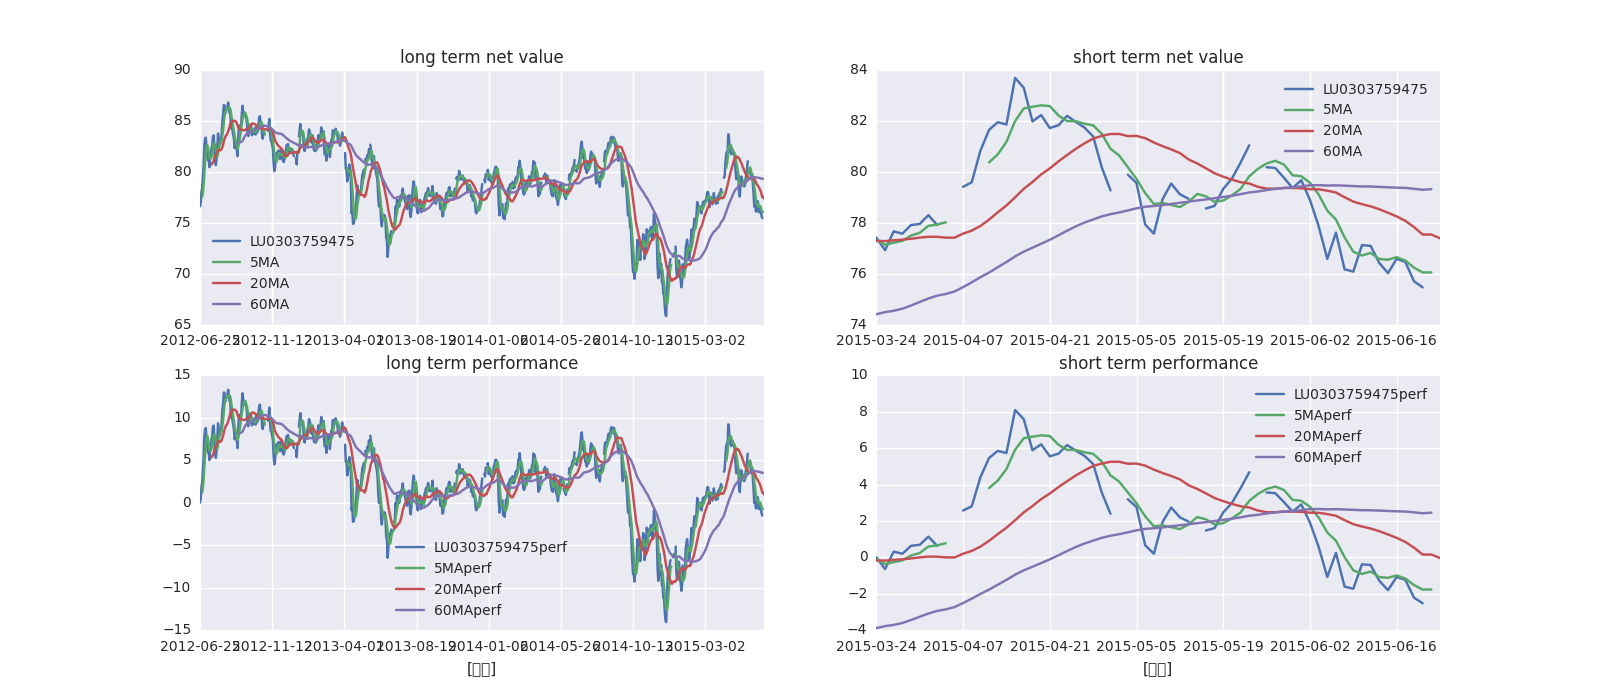 long term net value
90
85
80
75
70
65
LU0303759475
5MA
20MA
60MA
2012-06-25 2012-11-12 2013-04-01 2013-08-19 2014-01-06 2014-05-26 2014-10-13 2015-03-02
short term net value
84
82
80
78
76
74
LU0303759475
5MA
20MA
60MA
2015-03-24 2015-04-07 2015-04-21 2015-05-05 2015-05-19 2015-06-02 2015-06-16
long term performance
15
10
5
0
−5
−10
−15
LU0303759475perf
5MAperf
20MAperf
60MAperf
2012-06-25 2012-11-12 2013-04-01 2013-08-19 2014-01-06 2014-05-26 2014-10-13 2015-03-02
short term performance
10
8
6
4
2
0
−2
−4
LU0303759475perf
5MAperf
20MAperf
60MAperf
2015-03-24 2015-04-07 2015-04-21 2015-05-05 2015-05-19 2015-06-02 2015-06-16